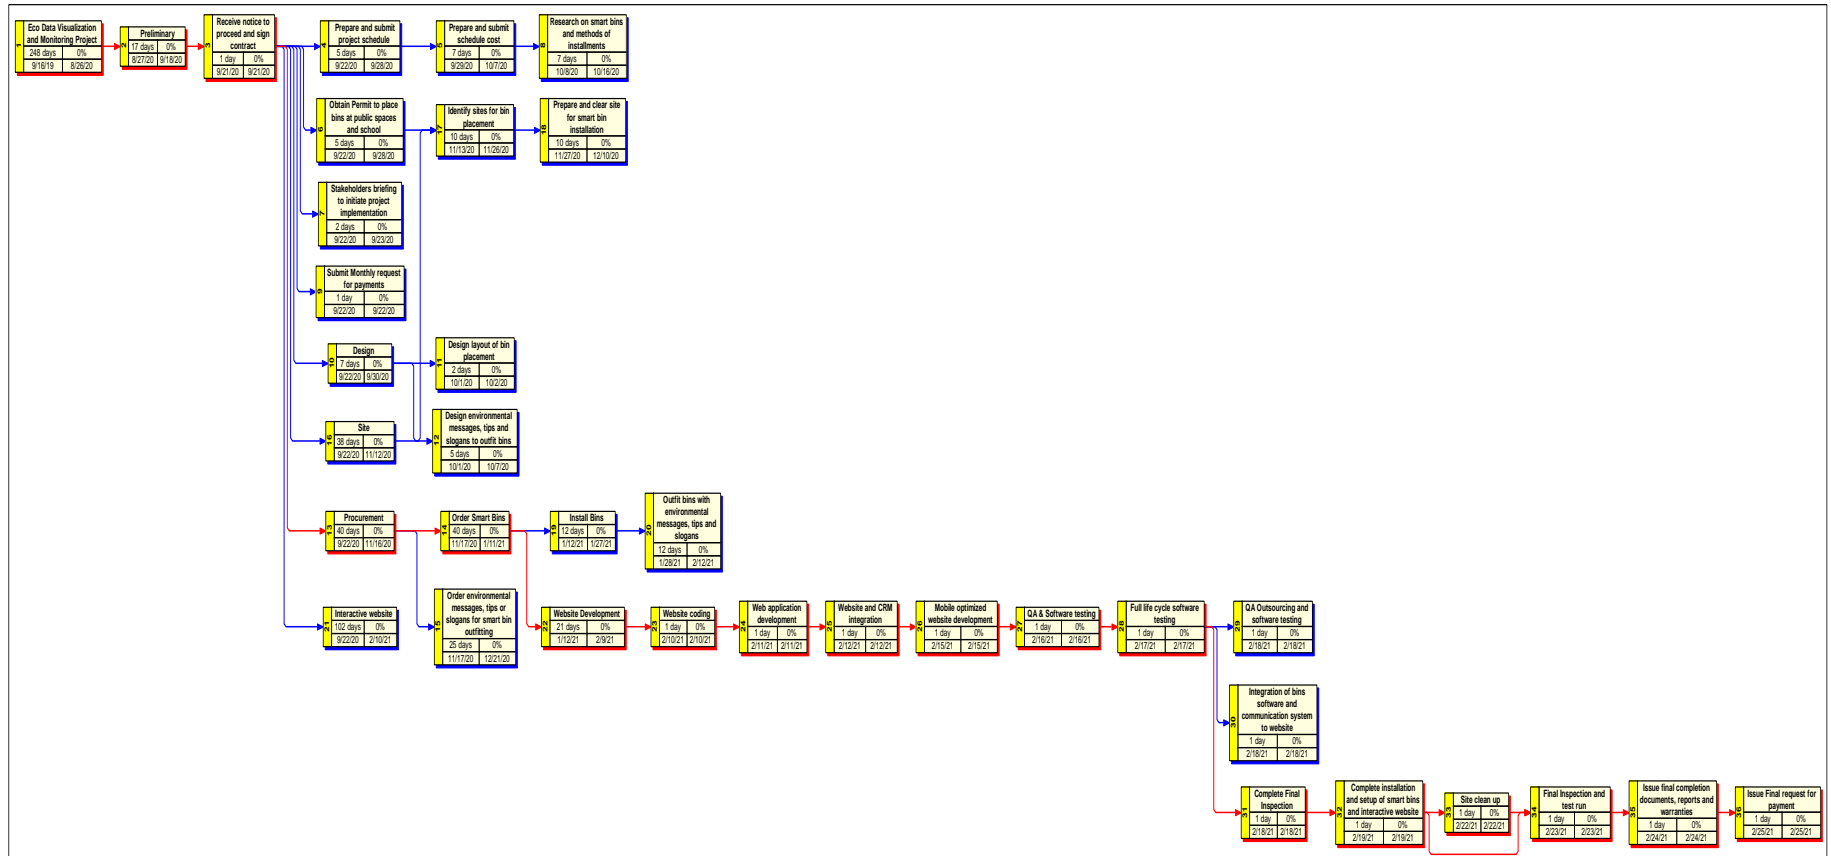 1
Eco Data Visualization
and Monitoring Project
248 days 0%
9/16/19 8/26/20
2
Preliminary
17 days 0%
8/27/20 9/18/20
3
Receive notice to
proceed and sign
contract
1 day 0%
9/21/20 9/21/20
4
Prepare and submit
project schedule
5 days 0%
9/22/20 9/28/20
5
Prepare and submit
schedule cost
7 days 0%
9/29/20 10/7/20
8
Research on smart bins
and methods of
installments
7 days 0%
10/8/20 10/16/20
6
Obtain Permit to place
bins at public spaces
and school
5 days 0%
9/22/20 9/28/20
17
Identify sites for bin
placement
10 days 0%
11/13/20 11/26/20
18
Prepare and clear site
for smart bin
installation
10 days 0%
11/27/20 12/10/20
7
Stakeholders briefing
to initiate project
implementation
2 days 0%
9/22/20 9/23/20
9
Submit Monthly request
for payments
1 day 0%
9/22/20 9/22/20
10
Design
7 days 0%
9/22/20 9/30/20
11
Design layout of bin
placement
2 days 0%
10/1/20 10/2/20
16
Site
38 days 0%
9/22/20 11/12/20
12
Design environmental
messages, tips and
slogans to outfit bins
5 days 0%
10/1/20 10/7/20
13
Procurement
40 days 0%
9/22/20 11/16/20
14
Order Smart Bins
40 days 0%
11/17/20 1/11/21
19
Install Bins
12 days 0%
1/12/21 1/27/21
20
Outfit bins with
environmental
messages, tips and
slogans
12 days 0%
1/28/21 2/12/21
21
Interactive website
102 days 0%
9/22/20 2/10/21
15
Order environmental
messages, tips or
slogans for smart bin
outfitting
25 days 0%
11/17/20 12/21/20
22
Website Development
21 days 0%
1/12/21 2/9/21
23
Website coding
1 day 0%
2/10/21 2/10/21
24
Web application
development
1 day 0%
2/11/21 2/11/21
25
Website and CRM
integration
1 day 0%
2/12/21 2/12/21
26
Mobile optimized
website development
1 day 0%
2/15/21 2/15/21
27
QA & Software testing
1 day 0%
2/16/21 2/16/21
28
Full life cycle software
testing
1 day 0%
2/17/21 2/17/21
29
QA Outsourcing and
software testing
1 day 0%
2/18/21 2/18/21
30
Integration of bins
software and
communication system
to website
1 day 0%
2/18/21 2/18/21
31
Complete Final
Inspection
1 day 0%
2/18/21 2/18/21
32
Complete installation
and setup of smart bins
and interactive website
1 day 0%
2/19/21 2/19/21
33
Site clean up
1 day 0%
2/22/21 2/22/21
34
Final Inspection and
test run
1 day 0%
2/23/21 2/23/21
35
Issue final completion
documents, reports and
warranties
1 day 0%
2/24/21 2/24/21
36
Issue Final request for
payment
1 day 0%
2/25/21 2/25/21